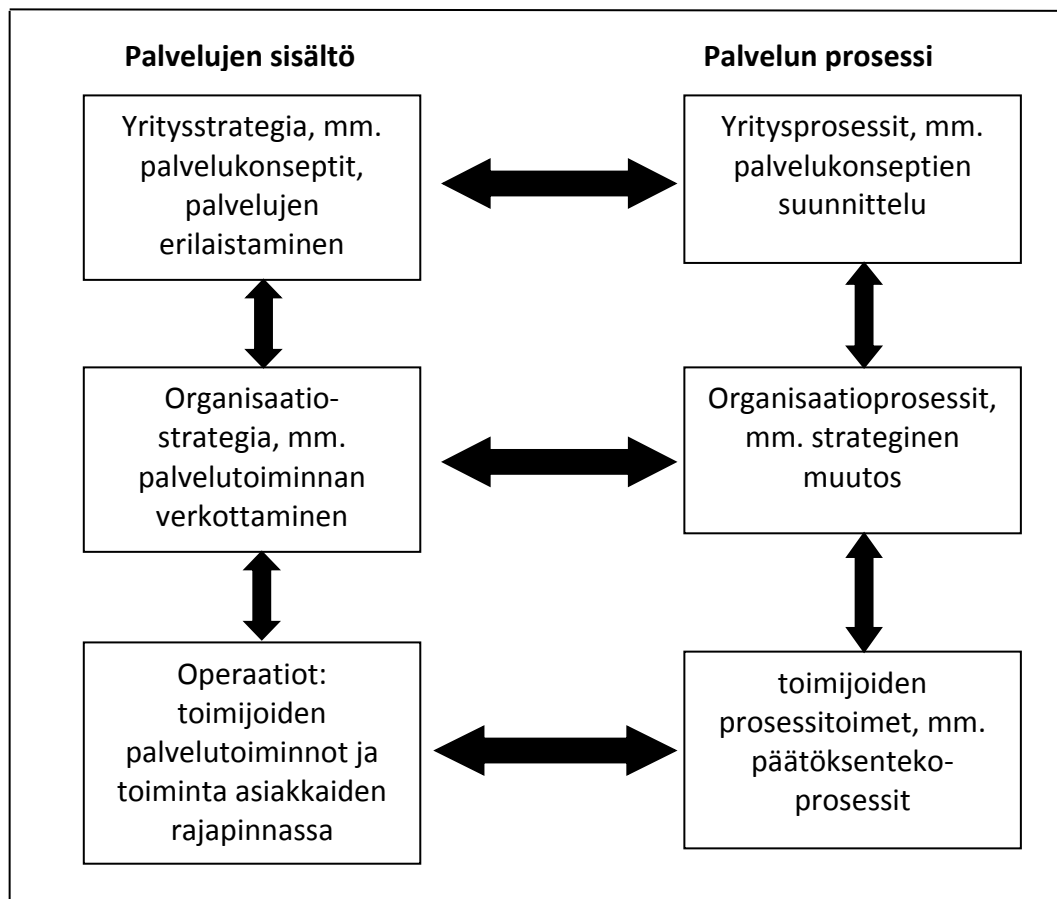 Palvelujen sisältö
Yritysstrategia, mm.
palvelukonseptit,
palvelujen
erilaistaminen
Organisaatio-
strategia, mm.
palvelutoiminnan
verkottaminen
Operaatiot:
toimijoiden
palvelutoiminnot ja
toiminta asiakkaiden
rajapinnassa
Palvelun prosessi
Yritysprosessit, mm.
palvelukonseptien
suunnittelu
Organisaatioprosessit,
mm. strateginen
muutos
toimijoiden
prosessitoimet, mm.
päätöksenteko-
prosessit